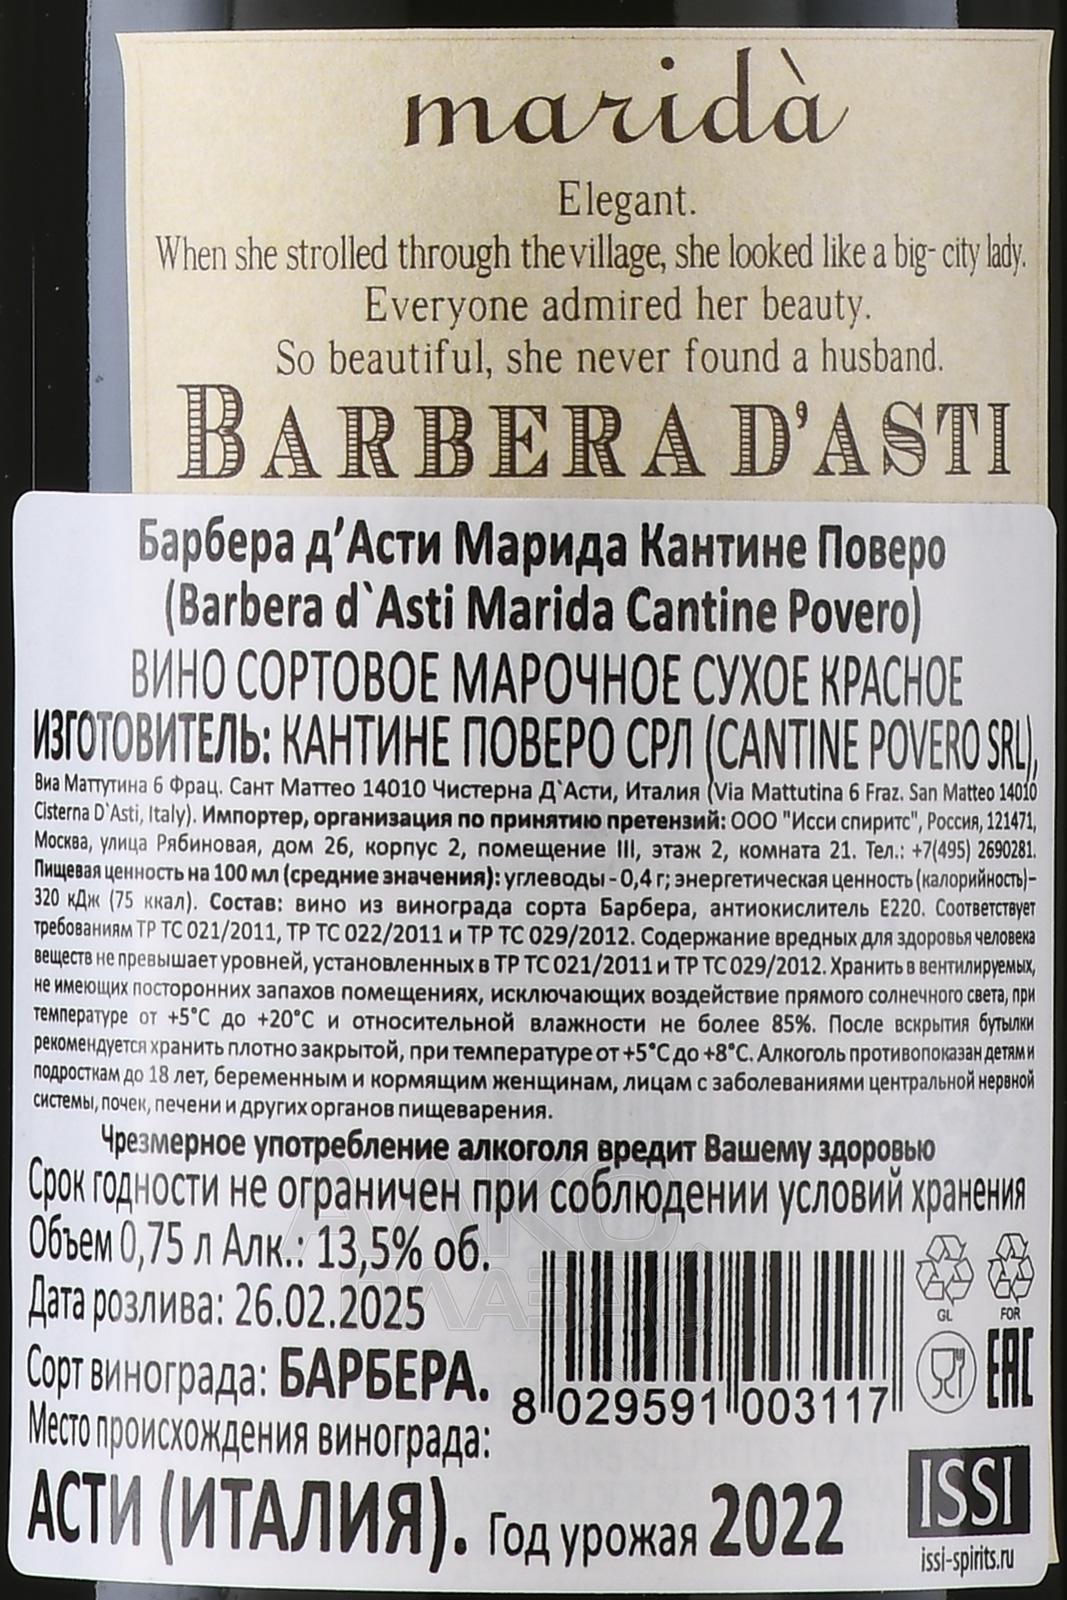 maridà
Elegant.
When she strolled through the village, she looked like a big-city lady.
Everyone admired her beauty.
So beautiful, she never found a husband.
BARBERA D'ASTI
Барбера д'Асти Марида Кантине Поверо
(Barbera d`Asti Marida Cantine Povero)
ВИНО СОРТОВОЕ МАРОЧНОЕ СУХОЕ КРАСНОЕ
ИЗГОТОВИТЕЛЬ: КАНТИНЕ ПОВЕРО СРЛ (CANTINE POVERO SRL),
Виа Маттутина 6 Фрац. Сант Маттео 14010 Чистерна Д`Асти, Италия (Via Mattutina 6 Fraz. San Matteo 14010
Cisterna D`Asti, Italy). Импортер, организация по принятию претензий: ООО "Исси спиритс", Россия, 121471,
Москва, улица Рябиновая, дом 26, корпус 2, помещение III, этаж 2, комната 21. Тел.: +7(495) 2690281.
Пищевая ценность на 100 мл (средние значения): углеводы - 0,4 г; энергетическая ценность (калорийность)–
320 кДж (75 ккал). Состав: вино из винограда сорта Барбера, антиокислитель Е220. Соответствует
требованиям ТР ТС 021/2011, ТР ТС 022/2011 и ТР ТС 029/2012. Содержание вредных для здоровья человека
веществ не превышает уровней, установленных в ТР ТС 021/2011 и ТР ТС 029/2012. Хранить в вентилируемых,
не имеющих посторонних запахов помещениях, исключающих воздействие прямого солнечного света, при
температуре от +5°С до +20°С и относительной влажности не более 85%. После вскрытия бутылки
рекомендуется хранить плотно закрытой, при температуре от +5°С до +8°С. Алкоголь противопоказан детям и
подросткам до 18 лет, беременным и кормящим женщинам, лицам с заболеваниями центральной нервной
системы, почек, печени и других органов пищеварения.
Чрезмерное употребление алкоголя вредит Вашему здоровью
Срок годности не ограничен при соблюдении условий хранения
Объем 0,75 л Алк.: 13,5% об.
Дата розлива: 26.02.2025
Сорт винограда: БАРБЕРА.
Место происхождения винограда:
АСТИ (ИТАЛИЯ). Год урожая 2022
8 029591 003117
GL
FOR
EAC
ISSI
issi-spirits.ru
АЛКО
ПЛАЗА